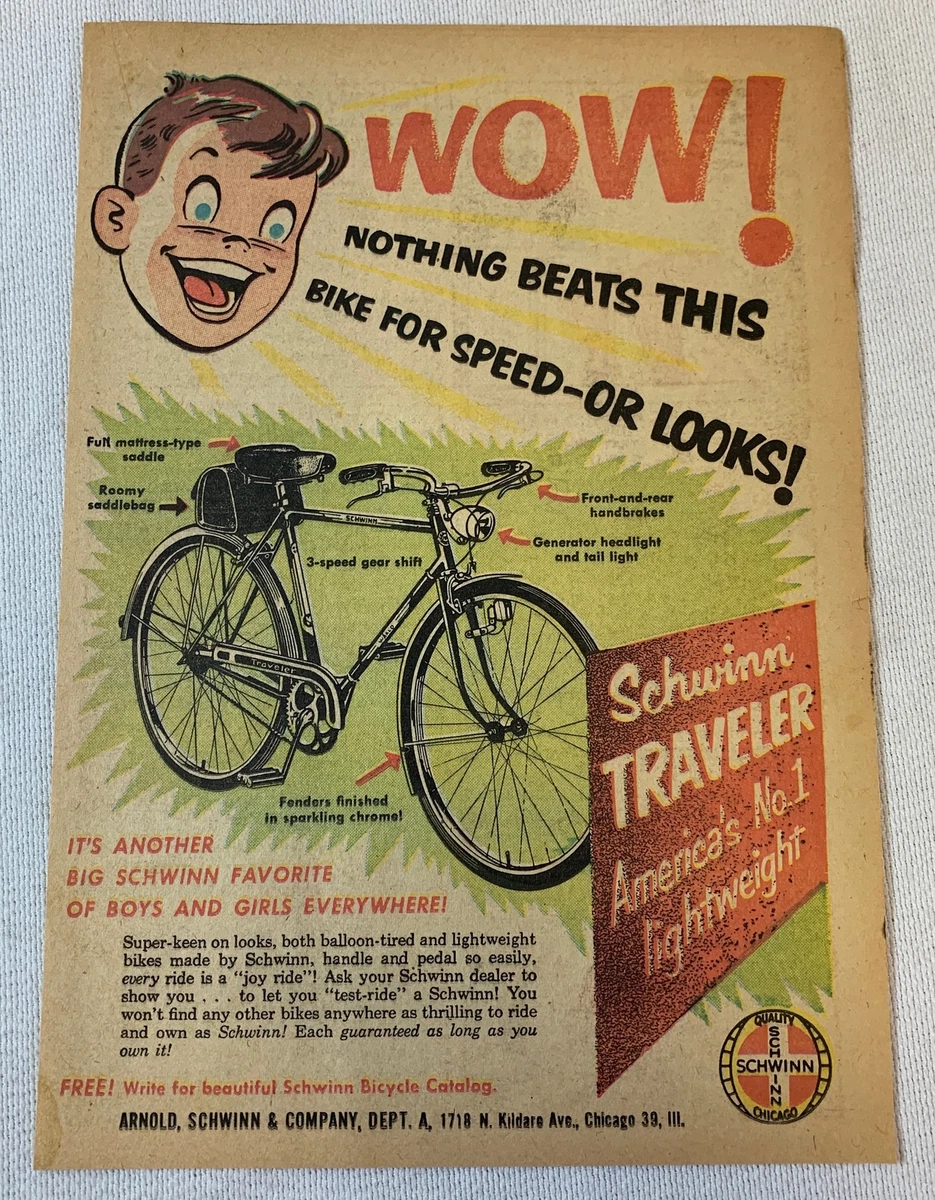 WOW!
NOTHING BEATS THIS
BIKE FOR SPEED-OR LOOKS!
Full mattress-type
saddle
Roomy
saddlebag
SCHWINN
3-speed gear shift
Front-and-rear
handbrakes
Generator headlight
and tail light
Traveler
Fenders finished
in sparkling chrome!
Schwinn
TRAVELER
America's No.1
lightweight
IT'S ANOTHER
BIG SCHWINN FAVORITE
OF BOYS AND GIRLS EVERYWHERE!
Super-keen on looks, both balloon-tired and lightweight
bikes made by Schwinn, handle and pedal so easily,
every ride is a "joy ride"! Ask your Schwinn dealer to
show you . . . to let you "test-ride" a Schwinn! You
won't find any other bikes anywhere as thrilling to ride
and own as Schwinn! Each guaranteed as long as you
own it!
QUALITY
SCHWINN
SCHWINN
CHICAGO
FREE! Write for beautiful Schwinn Bicycle Catalog.
ARNOLD, SCHWINN & COMPANY, DEPT. A, 1718 N. Kildare Ave., Chicago 39, Ill.